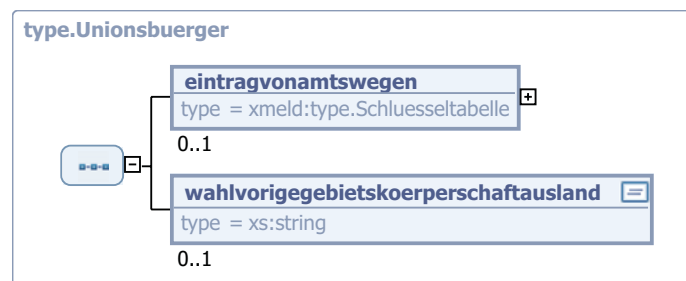 type.Unionsbuerger
eintragvonamtswegen
type = xmeld:type.Schluesseltabelle
0..1
wahlvorigegebietskoerperschaftausland
type = xs:string
0..1